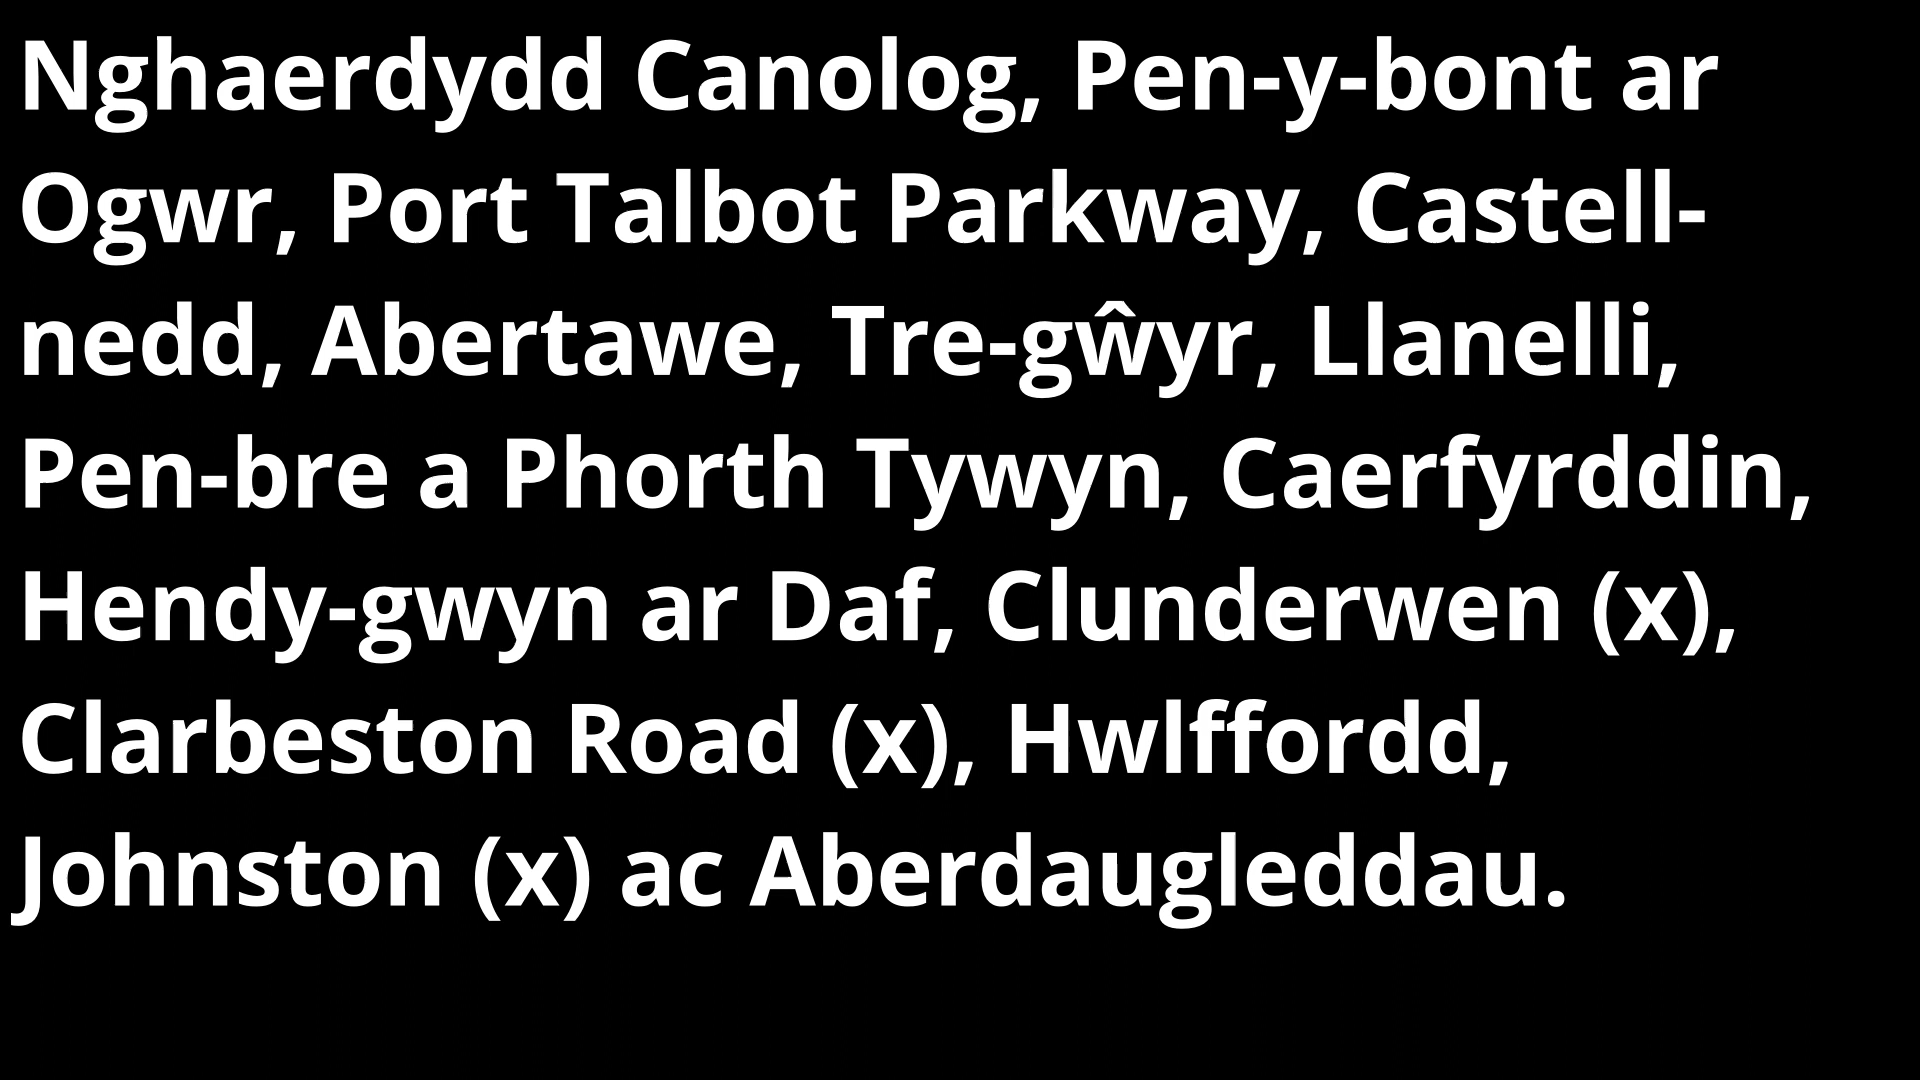 Nghaerdydd Canolog, Pen-y-bont ar
Ogwr, Port Talbot Parkway, Castell-
nedd, Abertawe, Tre-gŵyr, Llanelli,
Pen-bre a Phorth Tywyn, Caerfyrddin,
Hendy-gwyn ar Daf, Clunderwen (x),
Clarbeston Road (x), Hwlffordd,
Johnston (x) ac Aberdaugleddau.